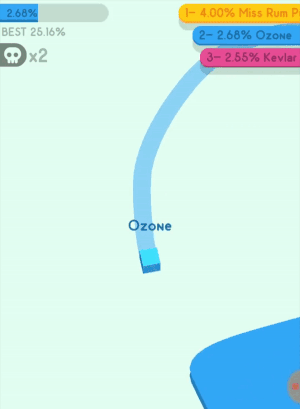 2.68%
BEST 25.16%
x2
1- 4.00% Miss Rum P
2- 2.68% Ozone
3- 2.55% Kevlar
Ozone